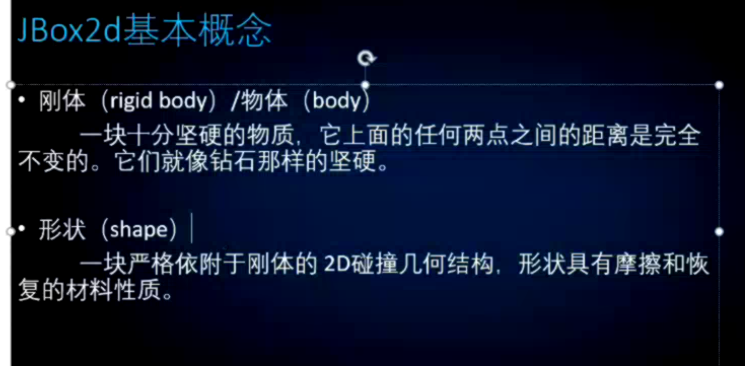 JBox2d基本概念
• 刚体（rigid body）/物体（body）
一块十分坚硬的物质，它上面的任何两点之间的距离是完全
不变的。它们就像钻石那样的坚硬。
• 形状（shape）
一块严格依附于刚体的 2D碰撞几何结构，形状具有摩擦和恢
复的材料性质。